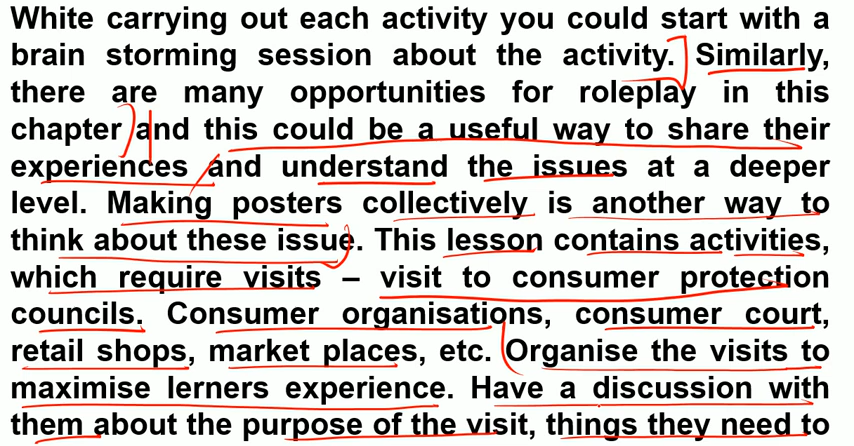 White carrying out each activity you could start with a
brain storming session about the activity. Similarly,
there are many opportunities for roleplay in this
chapter and this could be a useful way to share their
experiences and understand the issues at a deeper
level. Making posters collectively is another way to
think about these issue. This lesson contains activities,
which require visits – visit to consumer protection
councils. Consumer organisations, consumer court,
retail shops, market places, etc. Organise the visits to
maximise lerners experience. Have a discussion with
them about the purpose of the visit, things they need to